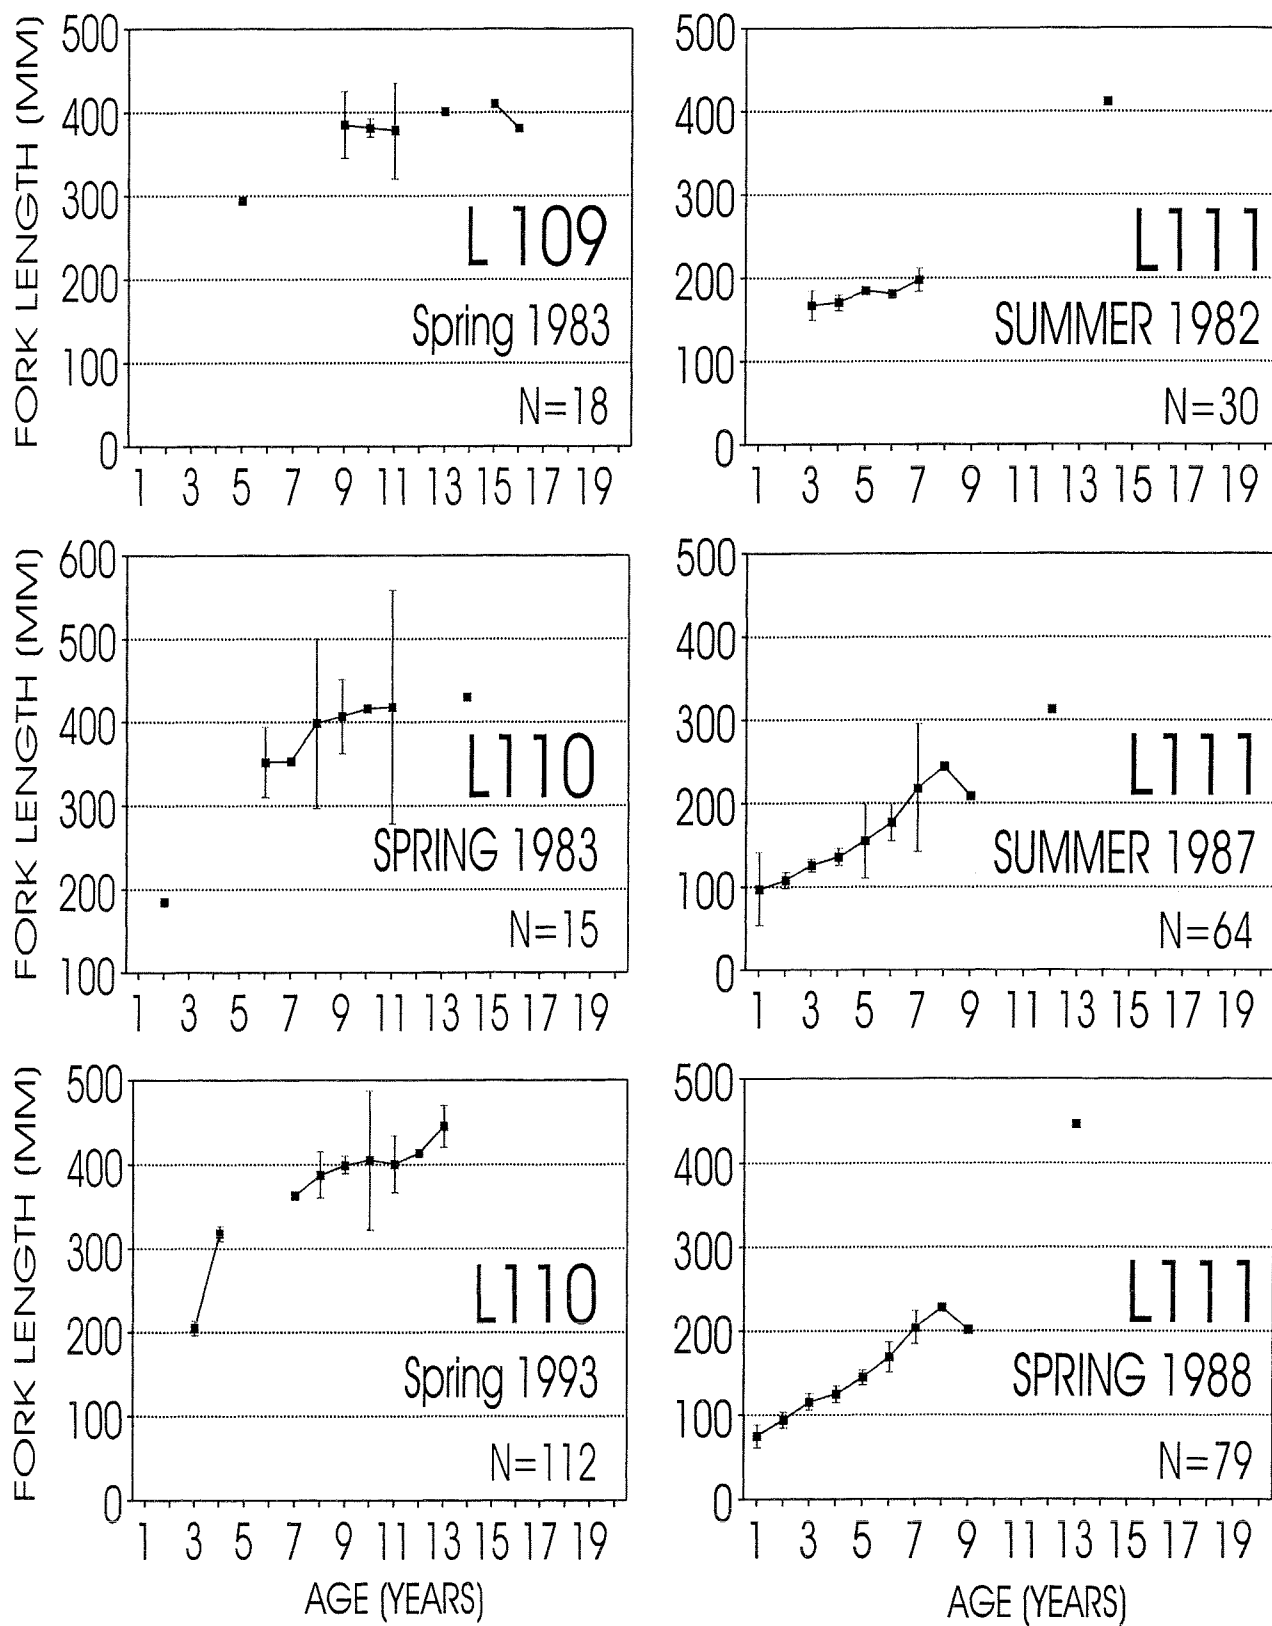 FORK LENGTH (MM)
500
400
300
200
100
0
L 109
Spring 1983
N=18
1 3 5 7 9 11 13 15 17 19
500
400
300
200
100
0
L111
SUMMER 1982
N=30
1 3 5 7 9 11 13 15 17 19
FORK LENGTH (MM)
600
500
400
300
200
100
L110
SPRING 1983
N=15
1 3 5 7 9 11 13 15 17 19
500
400
300
200
100
0
L111
SUMMER 1987
N=64
1 3 5 7 9 11 13 15 17 19
FORK LENGTH (MM)
500
400
300
200
100
0
L110
Spring 1993
N=112
1 3 5 7 9 11 13 15 17 19
AGE (YEARS)
500
400
300
200
100
0
L111
SPRING 1988
N=79
1 3 5 7 9 11 13 15 17 19
AGE (YEARS)